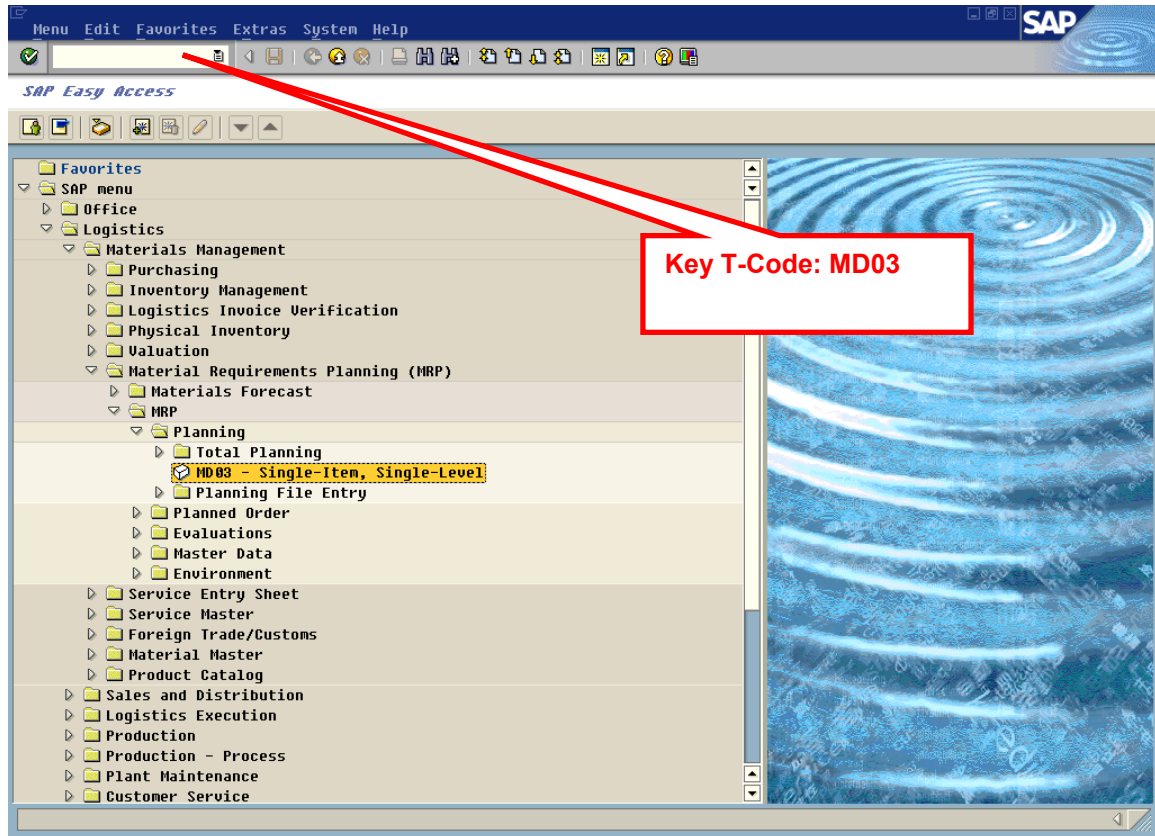 Menu Edit Favorites Extras System Help
SAP
SAP Easy Access
Favorites
SAP menu
Office
Logistics
Materials Management
Purchasing
Inventory Management
Logistics Invoice Verification
Physical Inventory
Valuation
Material Requirements Planning (MRP)
Materials Forecast
MRP
Planning
Total Planning
MD03 - Single-Item, Single-Level
Planning File Entry
Planned Order
Evaluations
Master Data
Environment
Service Entry Sheet
Service Master
Foreign Trade/Customs
Material Master
Product Catalog
Sales and Distribution
Logistics Execution
Production
Production - Process
Plant Maintenance
Customer Service
Key T-Code: MD03